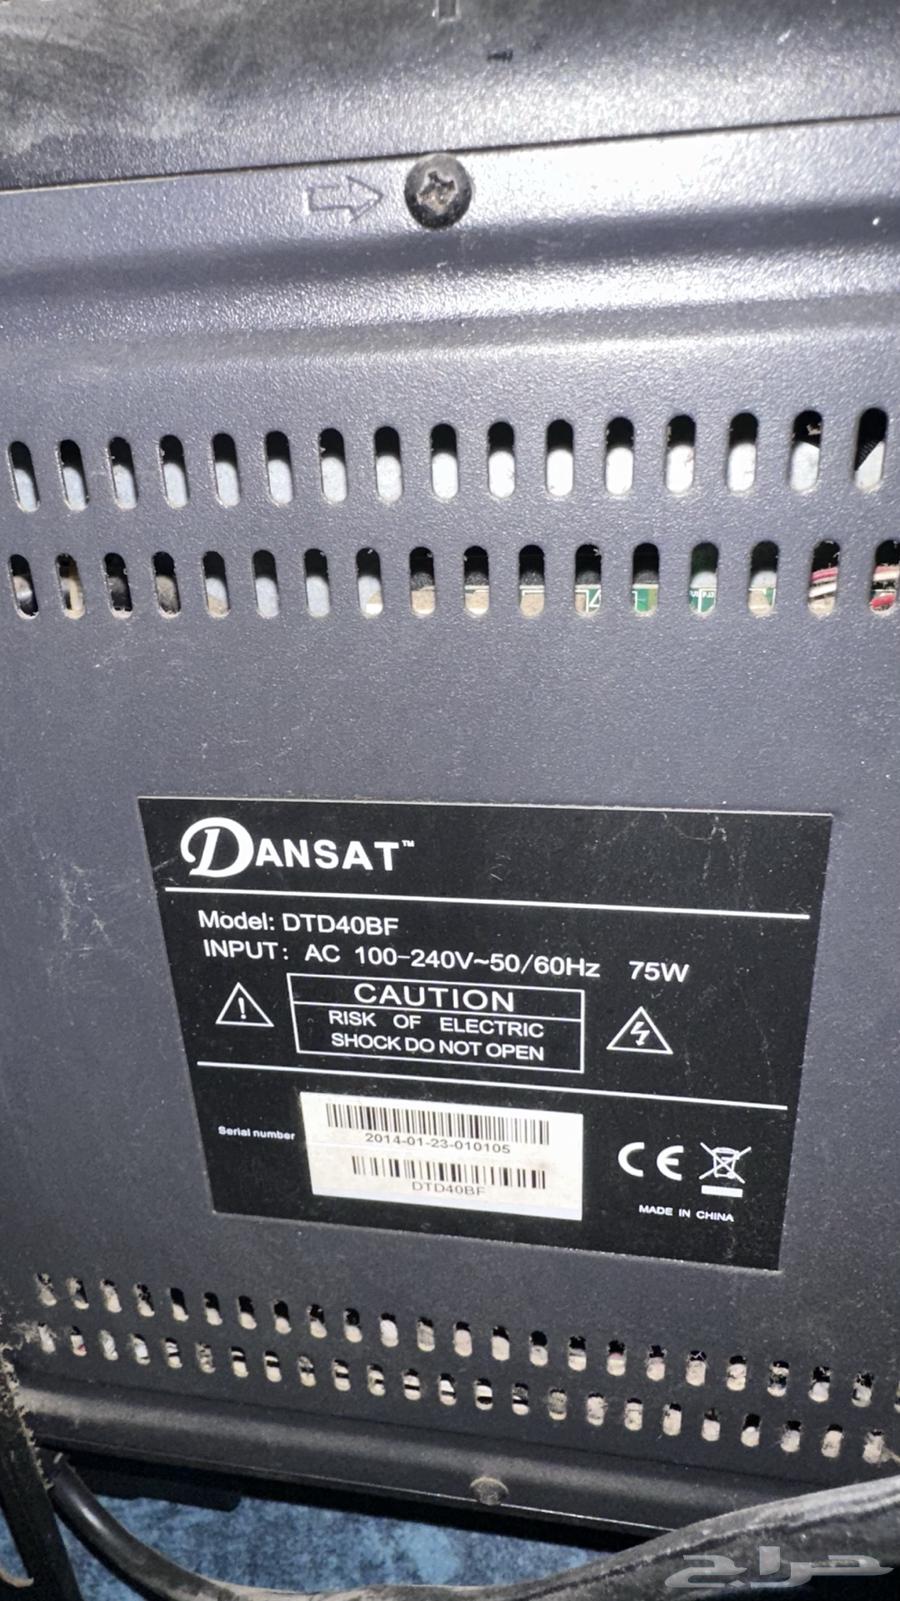 DANSAT™
Model: DTD40BF
INPUT: AC 100-240V~50/60Hz 75W
CAUTION
RISK OF ELECTRIC
SHOCK DO NOT OPEN
Serial number
2014-01-23-010105
DTD40BF
CE
MADE IN CHINA
حراج